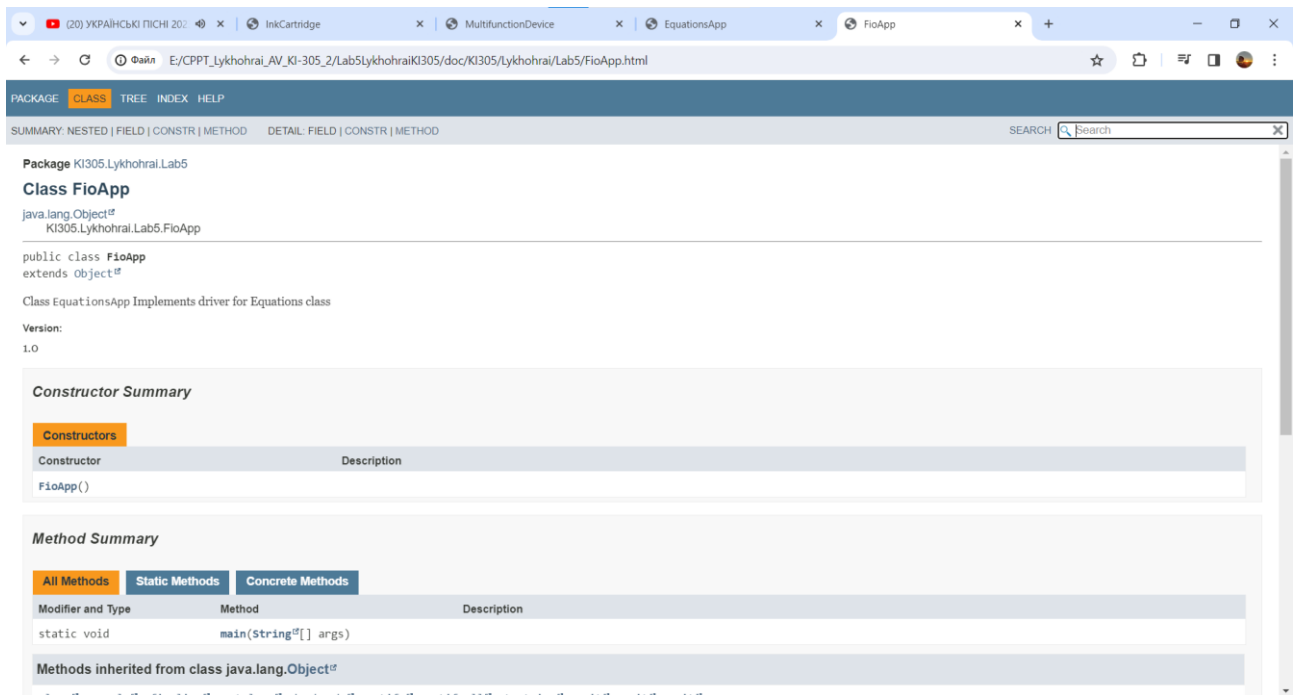 (20) УКРАЇНСЬКІ ПІСНІ 202
InkCartridge
MultifunctionDevice
EquationsApp
FioApp
Файл E:/CPPT_Lykhohrai_AV_KI-305_2/Lab5LykhohraiKI305/doc/KI305/Lykhohrai/Lab5/FioApp.html
PACKAGE CLASS TREE INDEX HELP
SUMMARY: NESTED | FIELD | CONSTR | METHOD DETAIL: FIELD | CONSTR | METHOD SEARCH Search
Package KI305.Lykhohrai.Lab5
Class FioApp
java.lang.Object
KI305.Lykhohrai.Lab5.FioApp
public class FioApp
extends Object
Class EquationsApp Implements driver for Equations class
Version:
1.0
Constructor Summary
Constructors
Constructor Description
FioApp()
Method Summary
All Methods Static Methods Concrete Methods
Modifier and Type Method Description
static void main(String[] args)
Methods inherited from class java.lang.Object